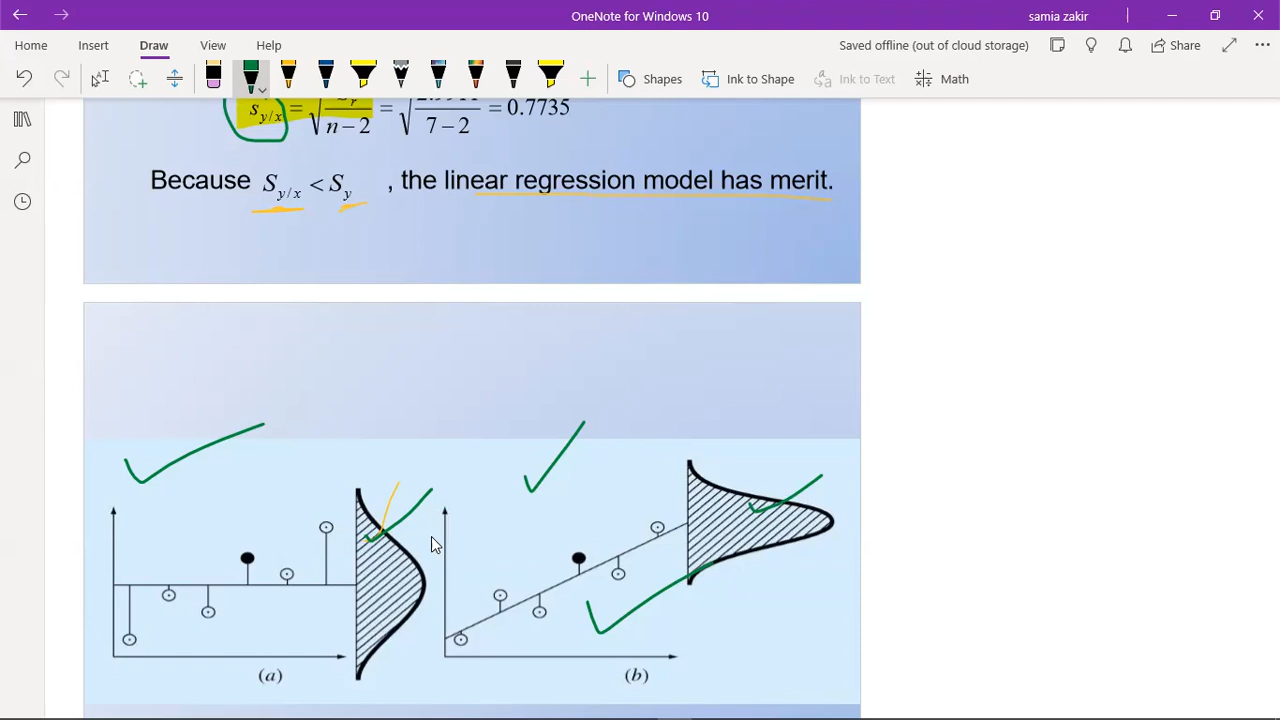 OneNote for Windows 10
samia zakir
Home Insert Draw View Help
Saved offline (out of cloud storage)
Share
Shapes
Ink to Shape
Ink to Text
Math
s y/x = √ n − 2 = √ 7 − 2 = 0.7735
Because S y/x < S y , the linear regression model has merit.
(a) (b)